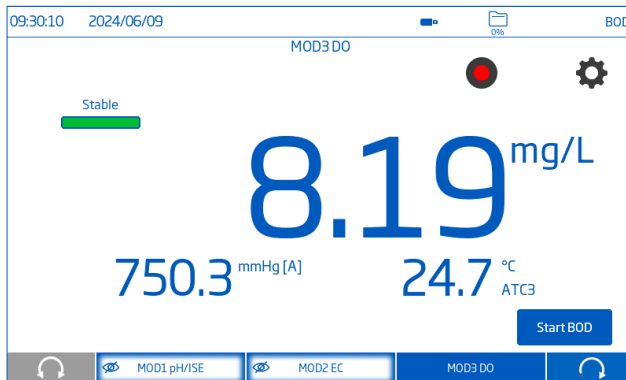 09:30:10 2024/06/09 BOD
0%
MOD3 DO
Stable
8.19 mg/L
750.3 mmHg [A] 24.7 °C
ATC3
Start BOD
MOD1 pH/ISE MOD2 EC MOD3 DO